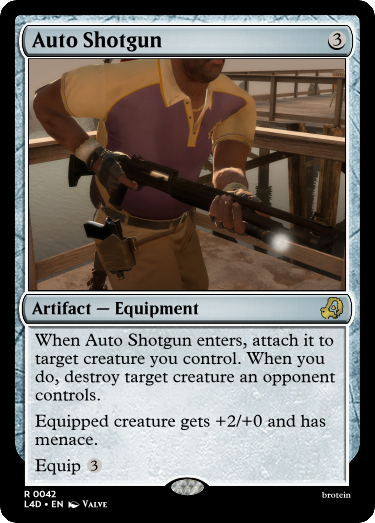 Auto Shotgun 3
Artifact — Equipment
When Auto Shotgun enters, attach it to
target creature you control. When you
do, destroy target creature an opponent
controls.
Equipped creature gets +2/+0 and has
menace.
Equip 3
R 0042
L4D • EN Valve
brotein